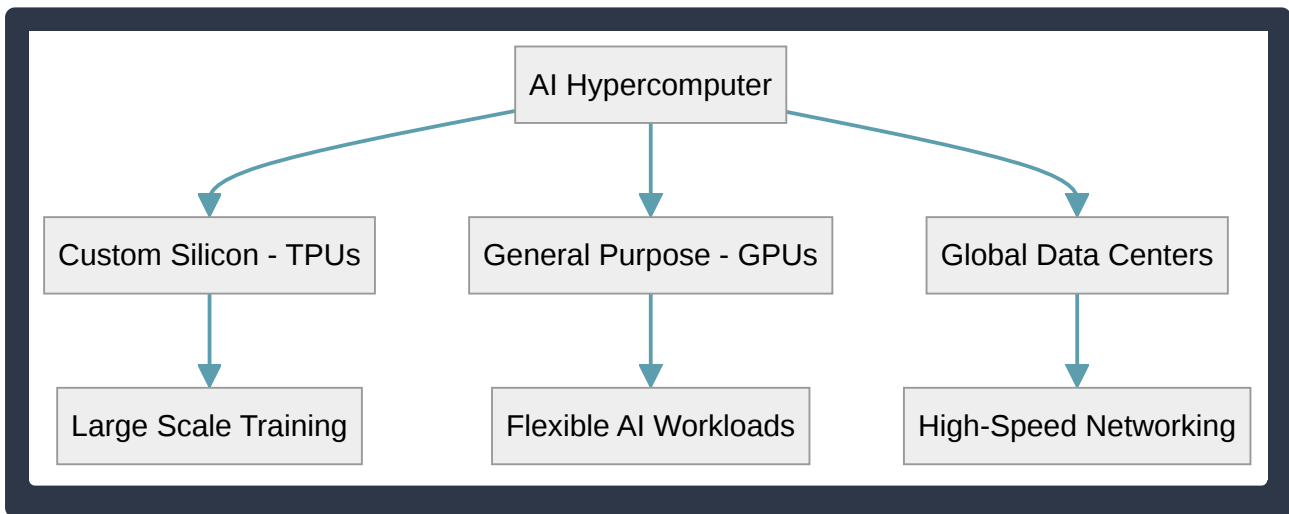 AI Hypercomputer
Custom Silicon - TPUs
General Purpose - GPUs
Global Data Centers
Large Scale Training
Flexible AI Workloads
High-Speed Networking